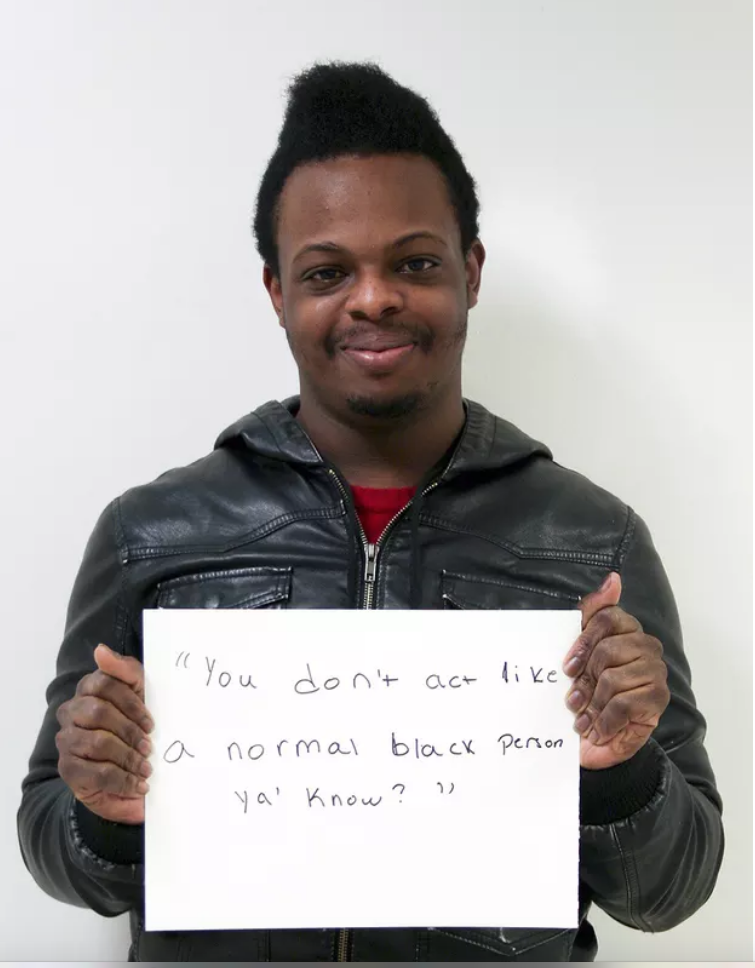 "You don't act like
a normal black person
ya' know? "